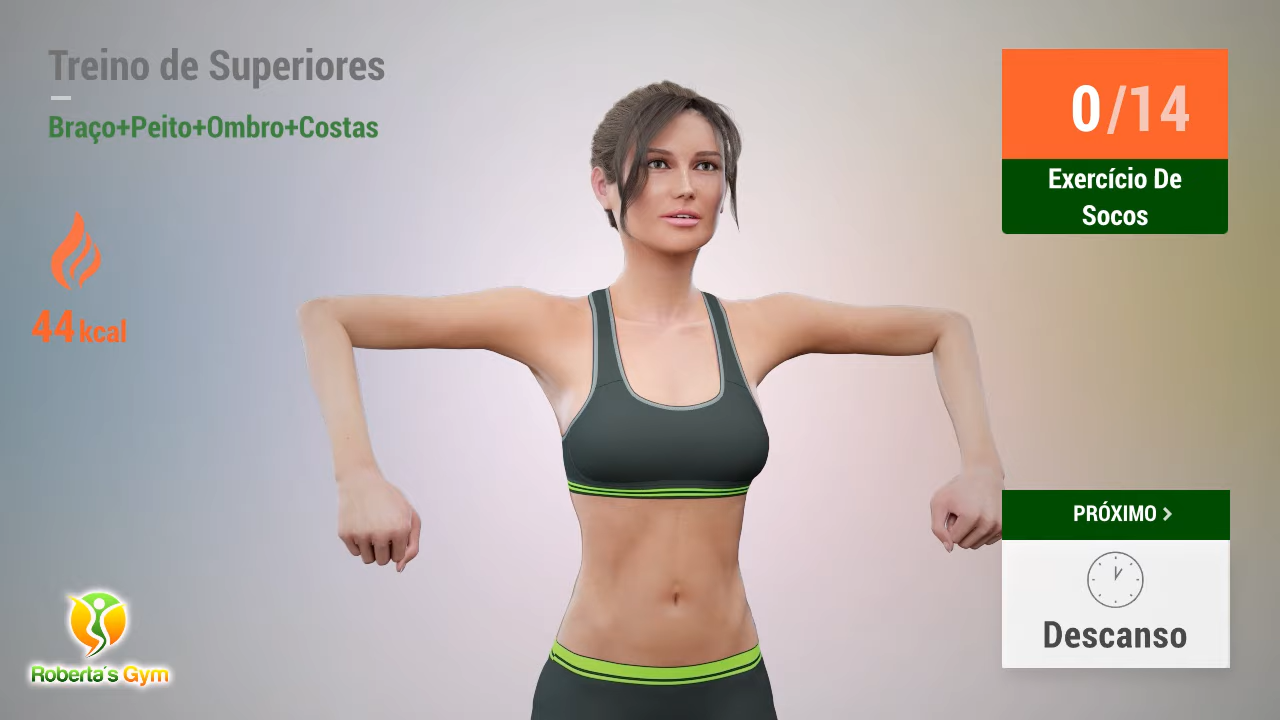 Treino de Superiores
Braço+Peito+Ombro+Costas
44 kcal
0/14
Exercício De
Socos
PRÓXIMO >
Descanso
Roberta´s Gym